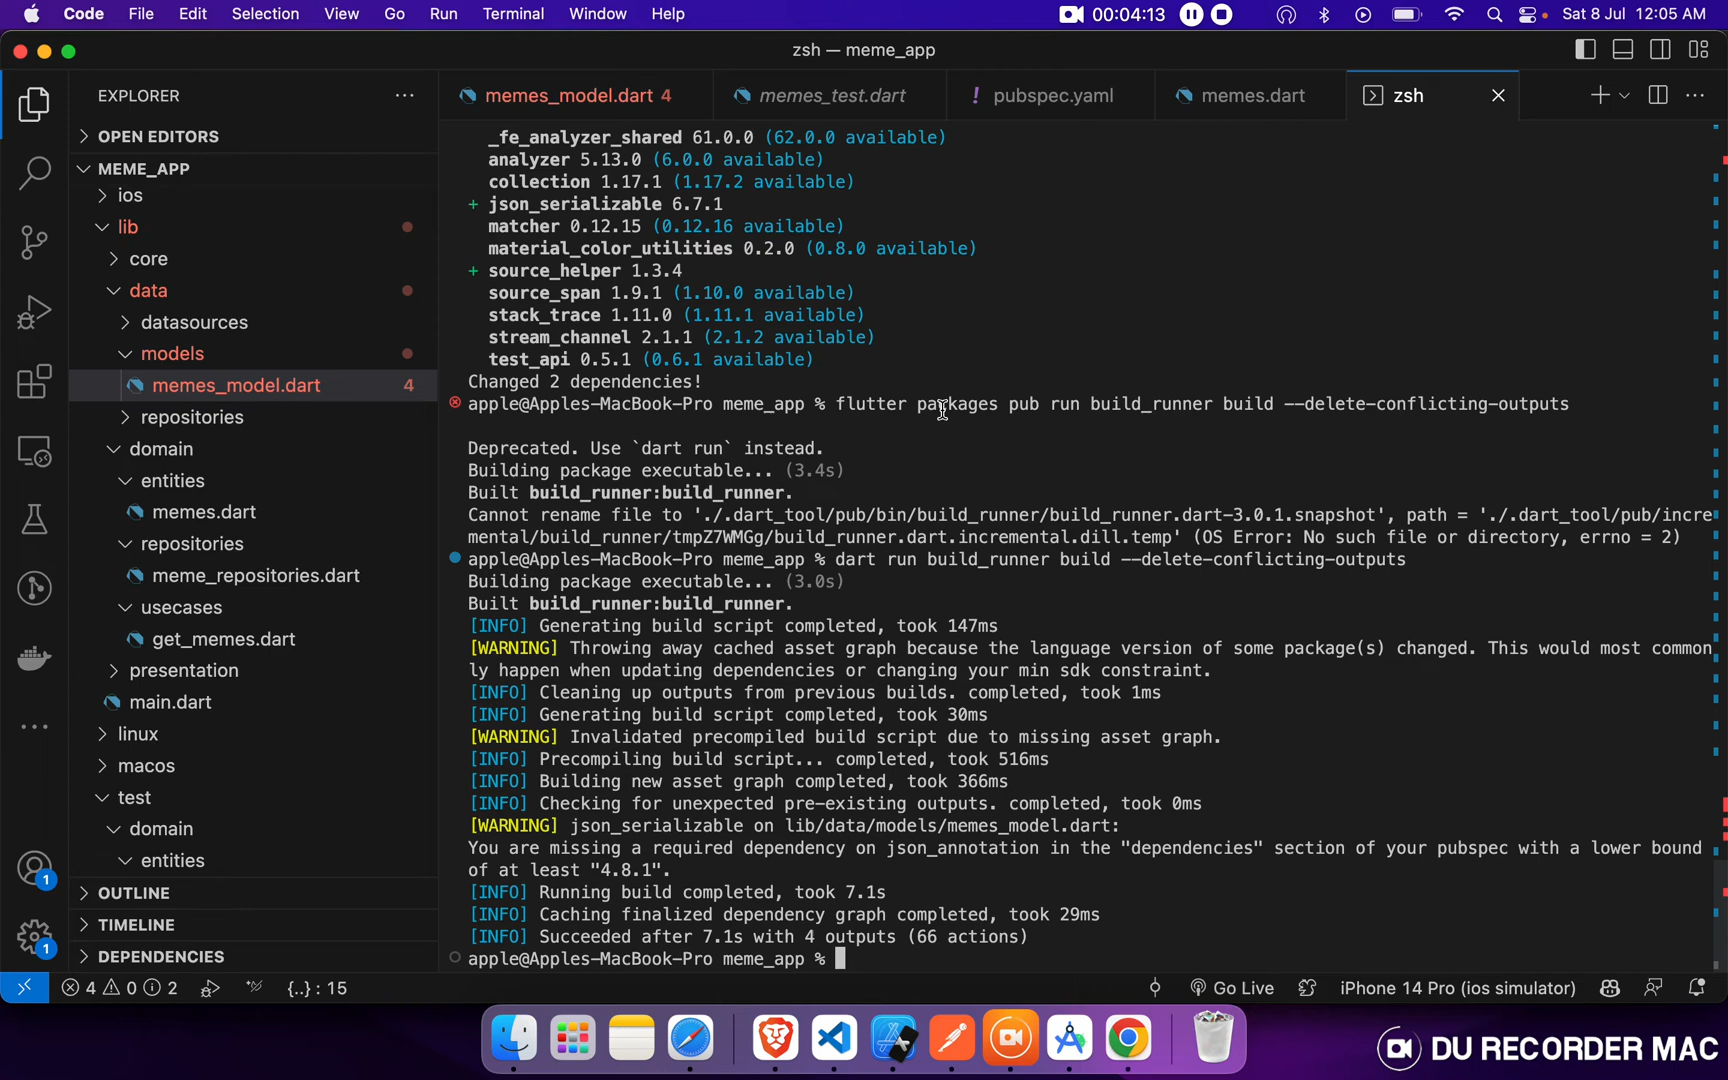 Code File Edit Selection View Go Run Terminal Window Help 00:04:13 Sat 8 Jul 12:05 AM
zsh — meme_app
EXPLORER
memes_model.dart 4 memes_test.dart ! pubspec.yaml memes.dart zsh
OPEN EDITORS
MEME_APP
ios
lib
core
data
datasources
models
memes_model.dart 4
repositories
domain
entities
memes.dart
repositories
meme_repositories.dart
usecases
get_memes.dart
presentation
main.dart
linux
macos
test
domain
entities
OUTLINE
TIMELINE
DEPENDENCIES
1
1
_fe_analyzer_shared 61.0.0 (62.0.0 available)
analyzer 5.13.0 (6.0.0 available)
collection 1.17.1 (1.17.2 available)
+ json_serializable 6.7.1
matcher 0.12.15 (0.12.16 available)
material_color_utilities 0.2.0 (0.8.0 available)
+ source_helper 1.3.4
source_span 1.9.1 (1.10.0 available)
stack_trace 1.11.0 (1.11.1 available)
stream_channel 2.1.1 (2.1.2 available)
test_api 0.5.1 (0.6.1 available)
Changed 2 dependencies!
apple@Apples-MacBook-Pro meme_app % flutter packages pub run build_runner build --delete-conflicting-outputs
Deprecated. Use `dart run` instead.
Building package executable... (3.4s)
Built build_runner:build_runner.
Cannot rename file to './.dart_tool/pub/bin/build_runner/build_runner.dart-3.0.1.snapshot', path = './.dart_tool/pub/incre
mental/build_runner/tmpZ7WMGg/build_runner.dart.incremental.dill.temp' (OS Error: No such file or directory, errno = 2)
apple@Apples-MacBook-Pro meme_app % dart run build_runner build --delete-conflicting-outputs
Building package executable... (3.0s)
Built build_runner:build_runner.
[INFO] Generating build script completed, took 147ms
[WARNING] Throwing away cached asset graph because the language version of some package(s) changed. This would most common
ly happen when updating dependencies or changing your min sdk constraint.
[INFO] Cleaning up outputs from previous builds. completed, took 1ms
[INFO] Generating build script completed, took 30ms
[WARNING] Invalidated precompiled build script due to missing asset graph.
[INFO] Precompiling build script... completed, took 516ms
[INFO] Building new asset graph completed, took 366ms
[INFO] Checking for unexpected pre-existing outputs. completed, took 0ms
[WARNING] json_serializable on lib/data/models/memes_model.dart:
You are missing a required dependency on json_annotation in the "dependencies" section of your pubspec with a lower bound
of at least "4.8.1".
[INFO] Running build completed, took 7.1s
[INFO] Caching finalized dependency graph completed, took 29ms
[INFO] Succeeded after 7.1s with 4 outputs (66 actions)
apple@Apples-MacBook-Pro meme_app %
4 0 2 {..} : 15 Go Live iPhone 14 Pro (ios simulator)
DU RECORDER MAC